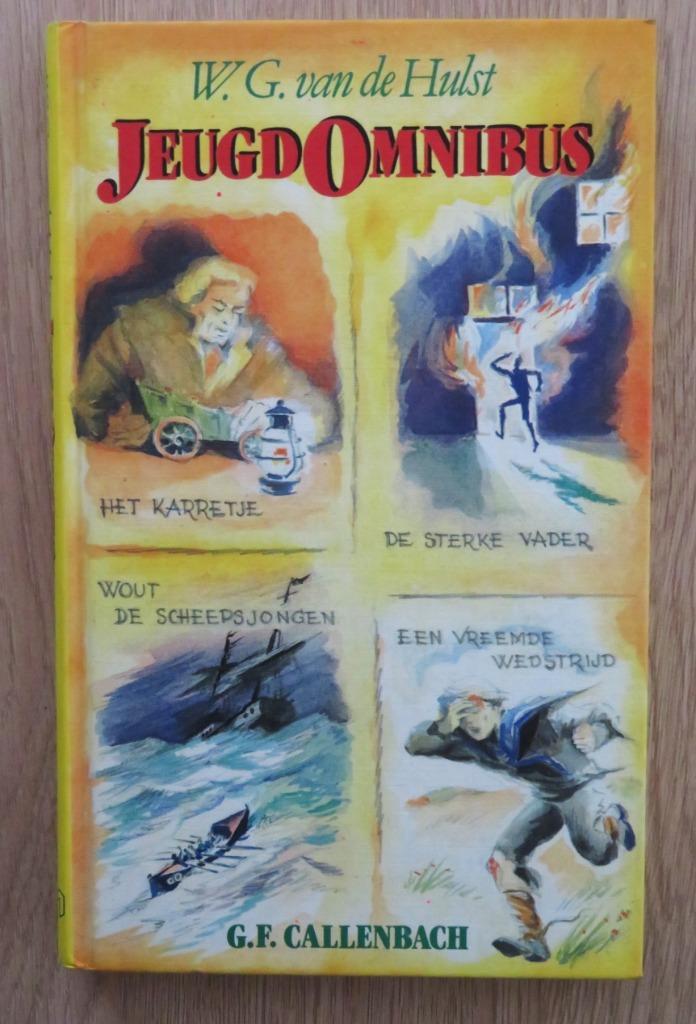 W. G. van de Hulst
JEUGDOMNIBUS
HET KARRETJE
DE STERKE VADER
WOUT
DE SCHEEPSJONGEN
EEN VREEMDE
WEDSTRIJD
G.F. CALLENBACH